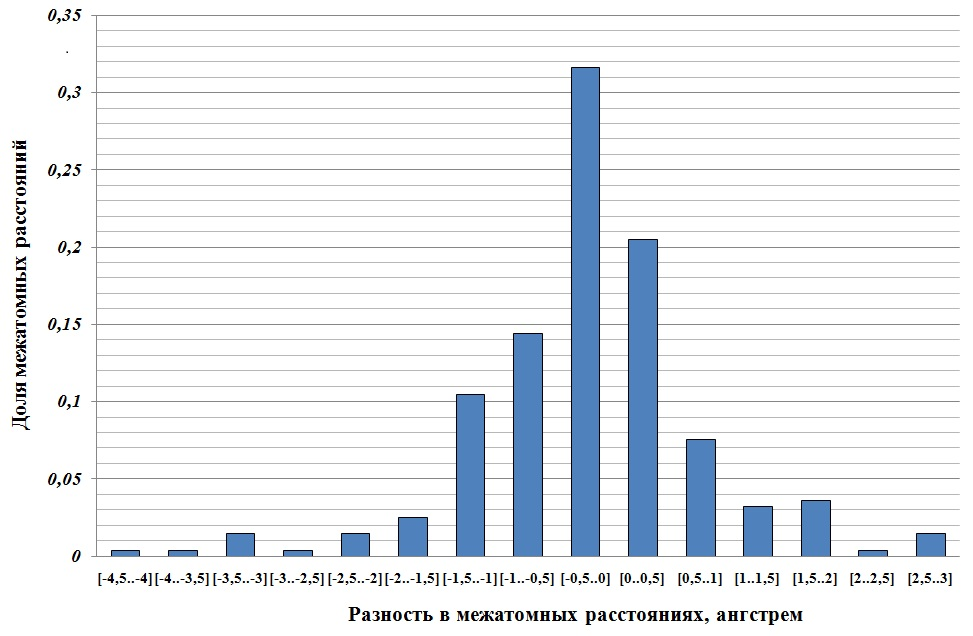 Доля межатомных расстояний
0,35
0,3
0,25
0,2
0,15
0,1
0,05
0
[-4,5..-4] [-4..-3,5] [-3,5..-3] [-3..-2,5] [-2,5..-2] [-2..-1,5] [-1,5..-1] [-1..-0,5] [-0,5..0] [0..0,5] [0,5..1] [1..1,5] [1,5..2] [2..2,5] [2,5..3]
Разность в межатомных расстояниях, ангстрем